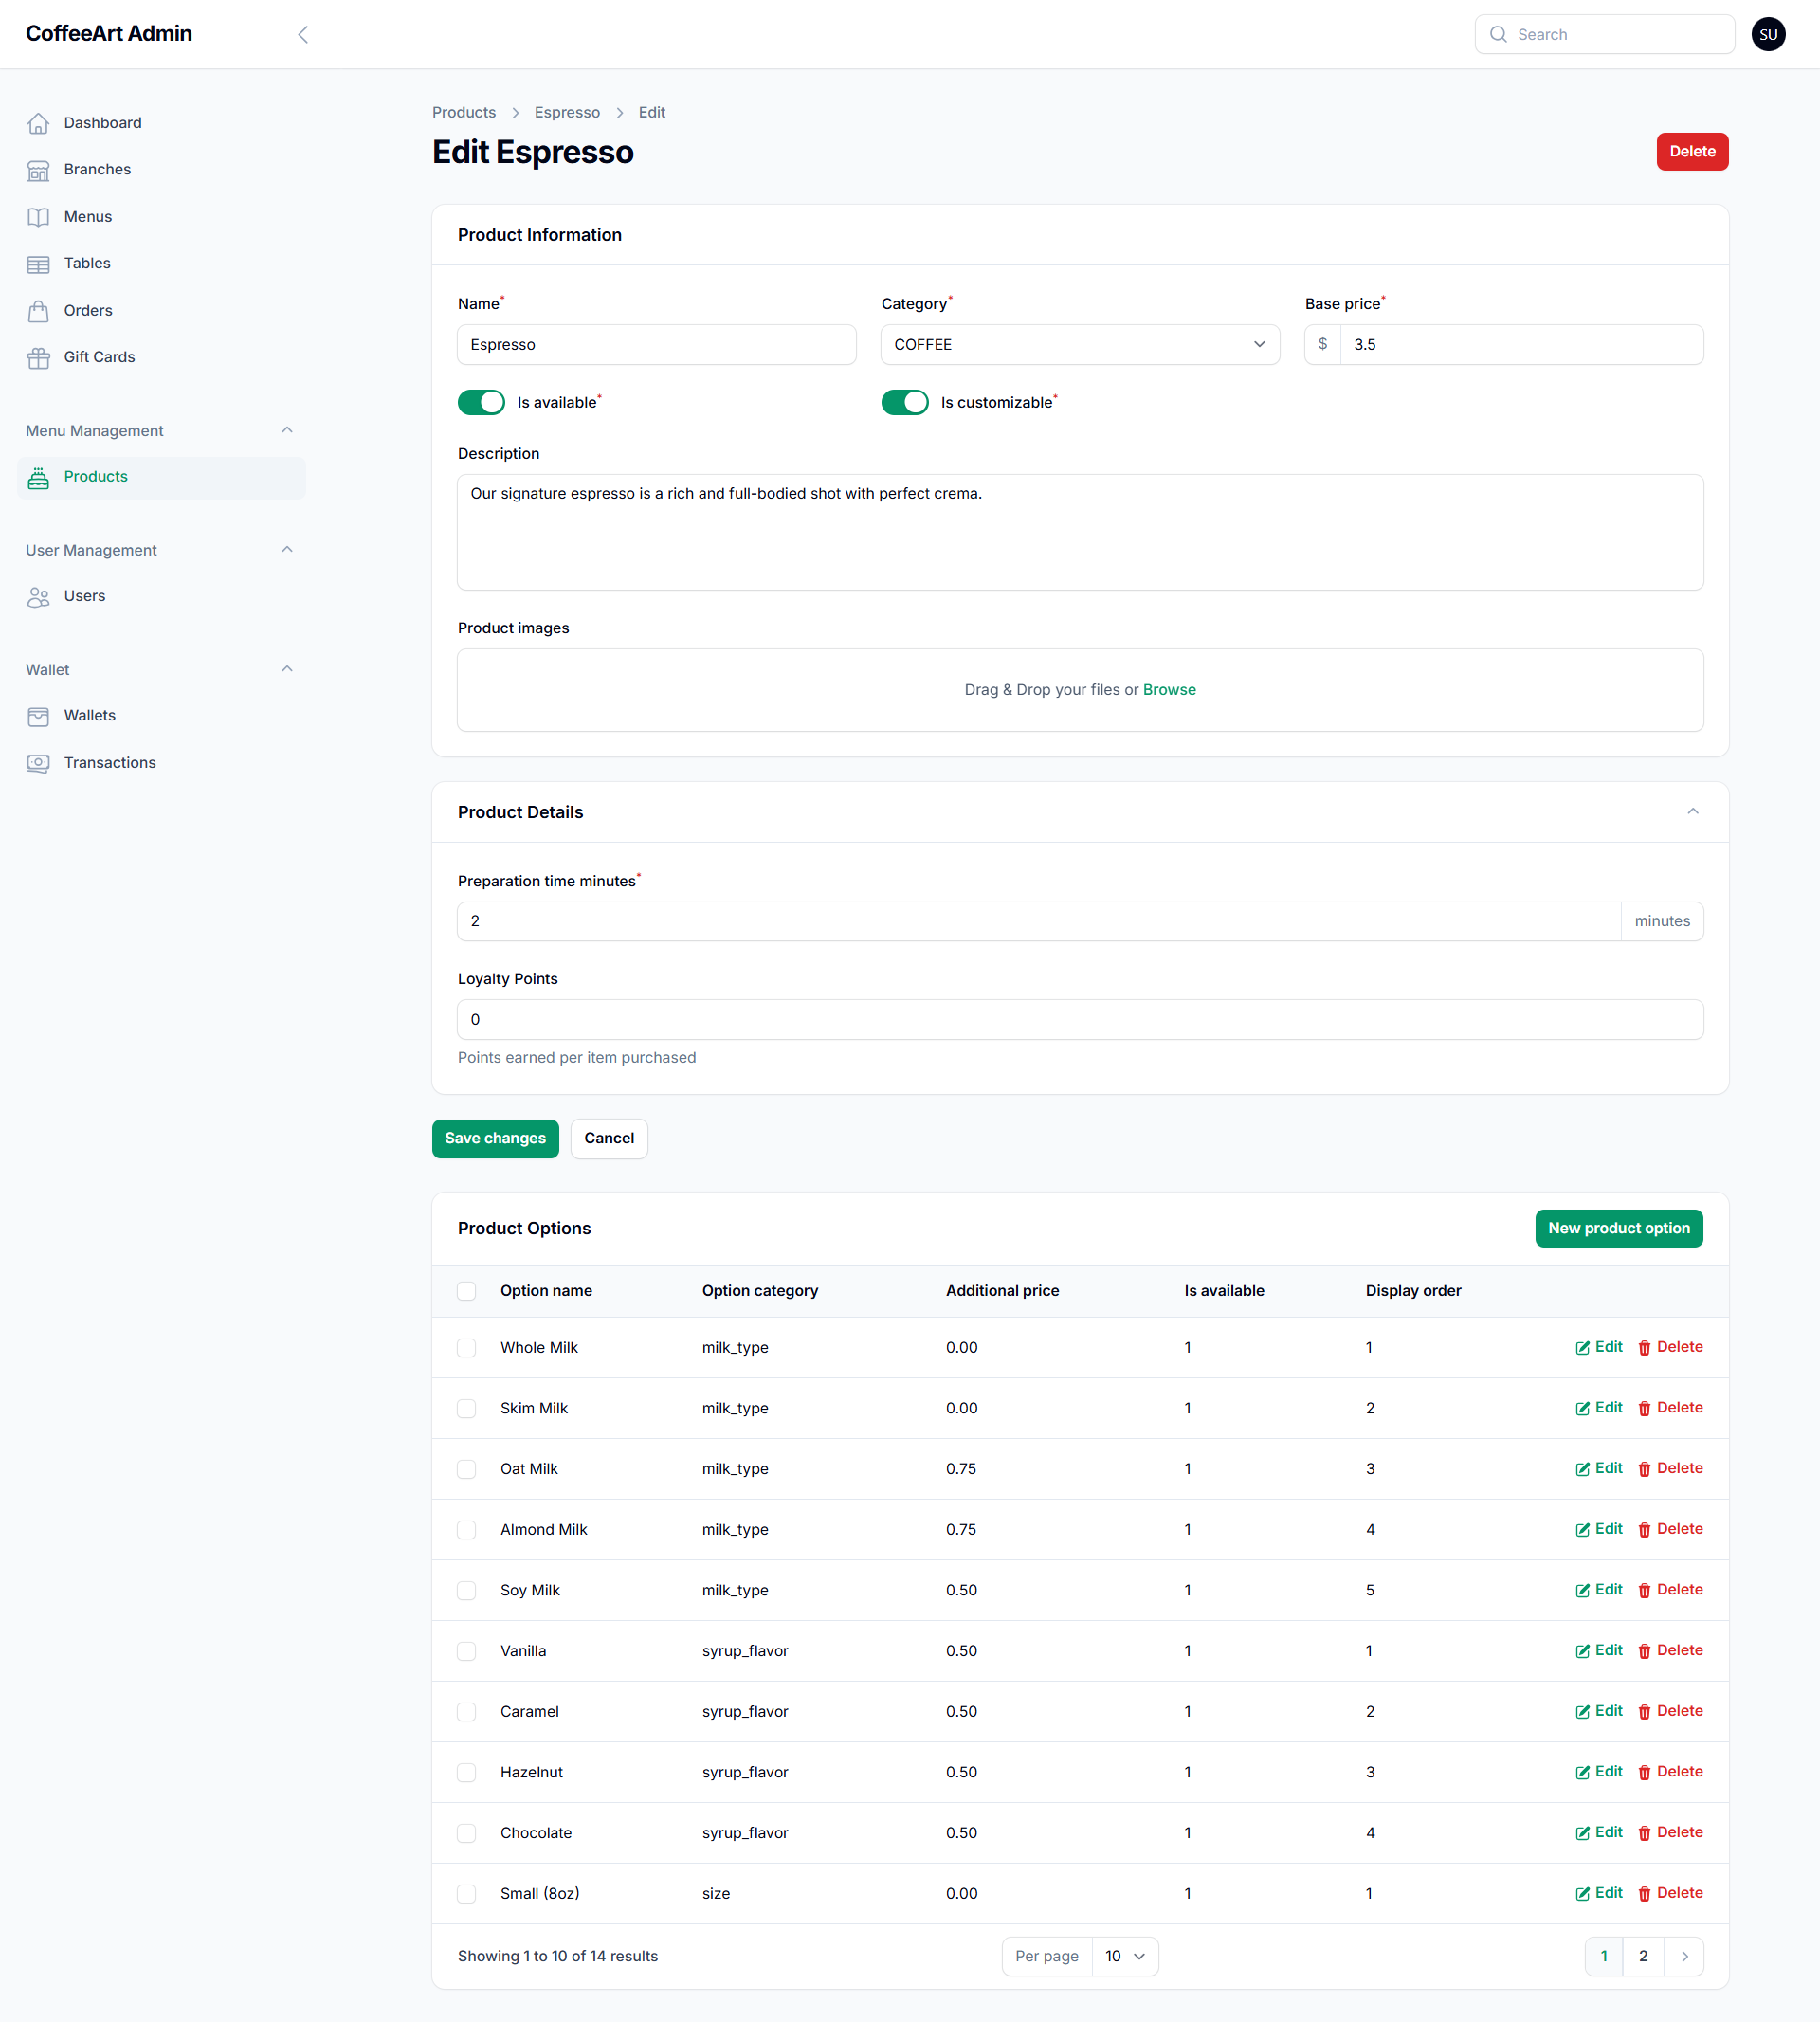 CoffeeArt Admin
Search
SU
Dashboard
Branches
Menus
Tables
Orders
Gift Cards
Menu Management
Products
User Management
Users
Wallet
Wallets
Transactions
Products > Espresso > Edit
Edit Espresso
Delete
Product Information
Name* Category* Base price*
Espresso COFFEE $ 3.5
Is available* Is customizable*
Description
Our signature espresso is a rich and full-bodied shot with perfect crema.
Product images
Drag & Drop your files or Browse
Product Details
Preparation time minutes*
2 minutes
Loyalty Points
0
Points earned per item purchased
Save changes Cancel
Product Options New product option
Option name Option category Additional price Is available Display order
Whole Milk milk_type 0.00 1 1 Edit Delete
Skim Milk milk_type 0.00 1 2 Edit Delete
Oat Milk milk_type 0.75 1 3 Edit Delete
Almond Milk milk_type 0.75 1 4 Edit Delete
Soy Milk milk_type 0.50 1 5 Edit Delete
Vanilla syrup_flavor 0.50 1 1 Edit Delete
Caramel syrup_flavor 0.50 1 2 Edit Delete
Hazelnut syrup_flavor 0.50 1 3 Edit Delete
Chocolate syrup_flavor 0.50 1 4 Edit Delete
Small (8oz) size 0.00 1 1 Edit Delete
Showing 1 to 10 of 14 results Per page 10 1 2